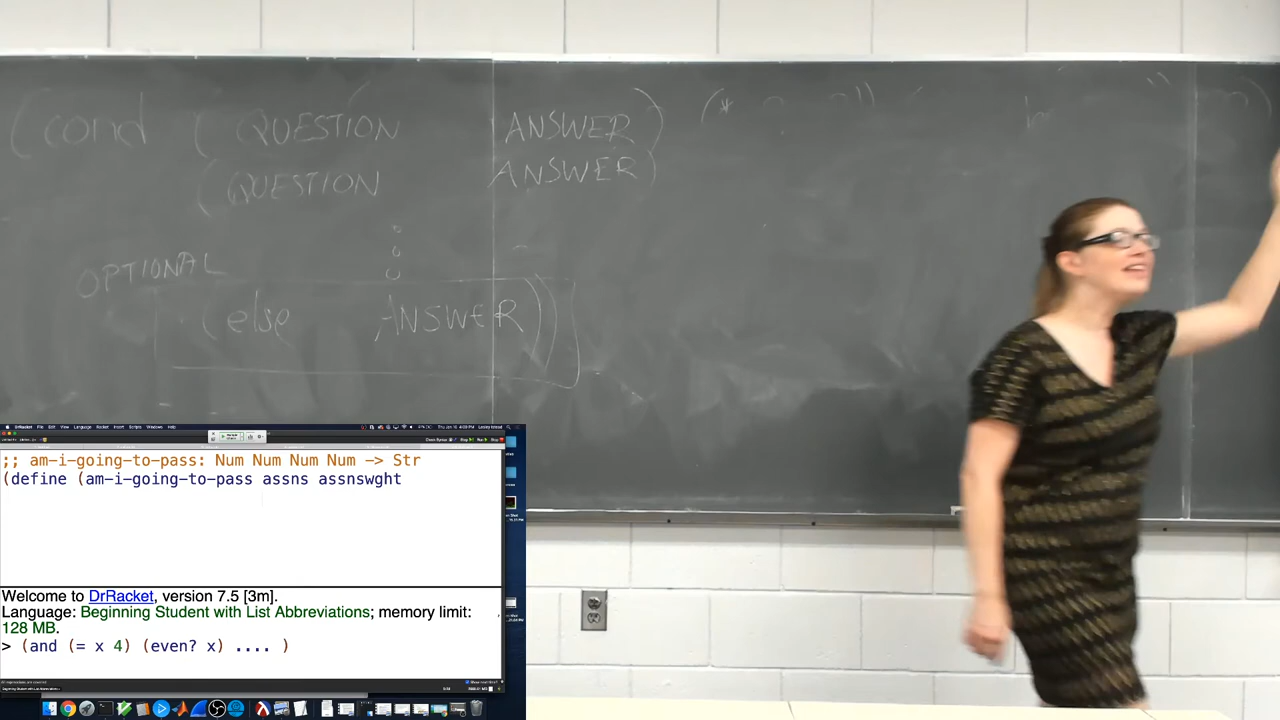 (cond (QUESTION ANSWER)
(QUESTION ANSWER)
OPTIONAL
(else ANSWER))
;; am-i-going-to-pass: Num Num Num Num -> Str
(define (am-i-going-to-pass assns assnswght
Welcome to DrRacket, version 7.5 [3m].
Language: Beginning Student with List Abbreviations; memory limit:
128 MB.
> (and (= x 4) (even? x) .... )